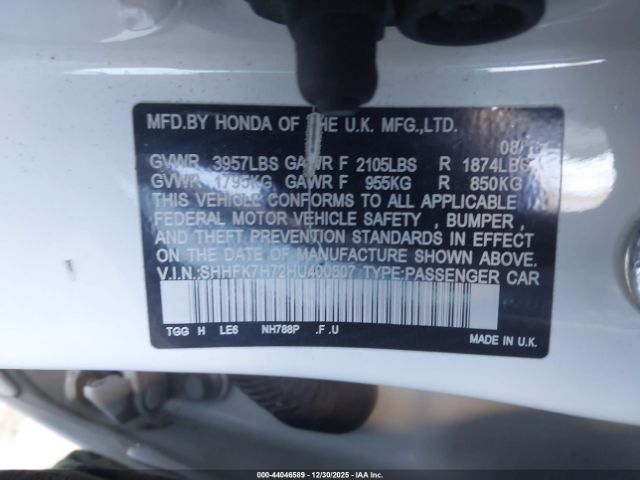 MFD.BY HONDA OF THE U.K. MFG.,LTD.
08/
GVWR 3957LBS GAWR F 2105LBS R 1874LBS
GVWR 1795KG GAWR F 955KG R 850KG
THIS VEHICLE CONFORMS TO ALL APPLICABLE
FEDERAL MOTOR VEHICLE SAFETY , BUMPER ,
AND THEFT PREVENTION STANDARDS IN EFFECT
ON THE DATE OF MANUFACTURE SHOWN ABOVE.
V.I.N.:SHHFK7H72HU400807 TYPE:PASSENGER CAR
TGG H LE6 NH788P .F .U
MADE IN U.K.
000-44046589 — 12/30/2025 — IAA Inc. Copyright ©